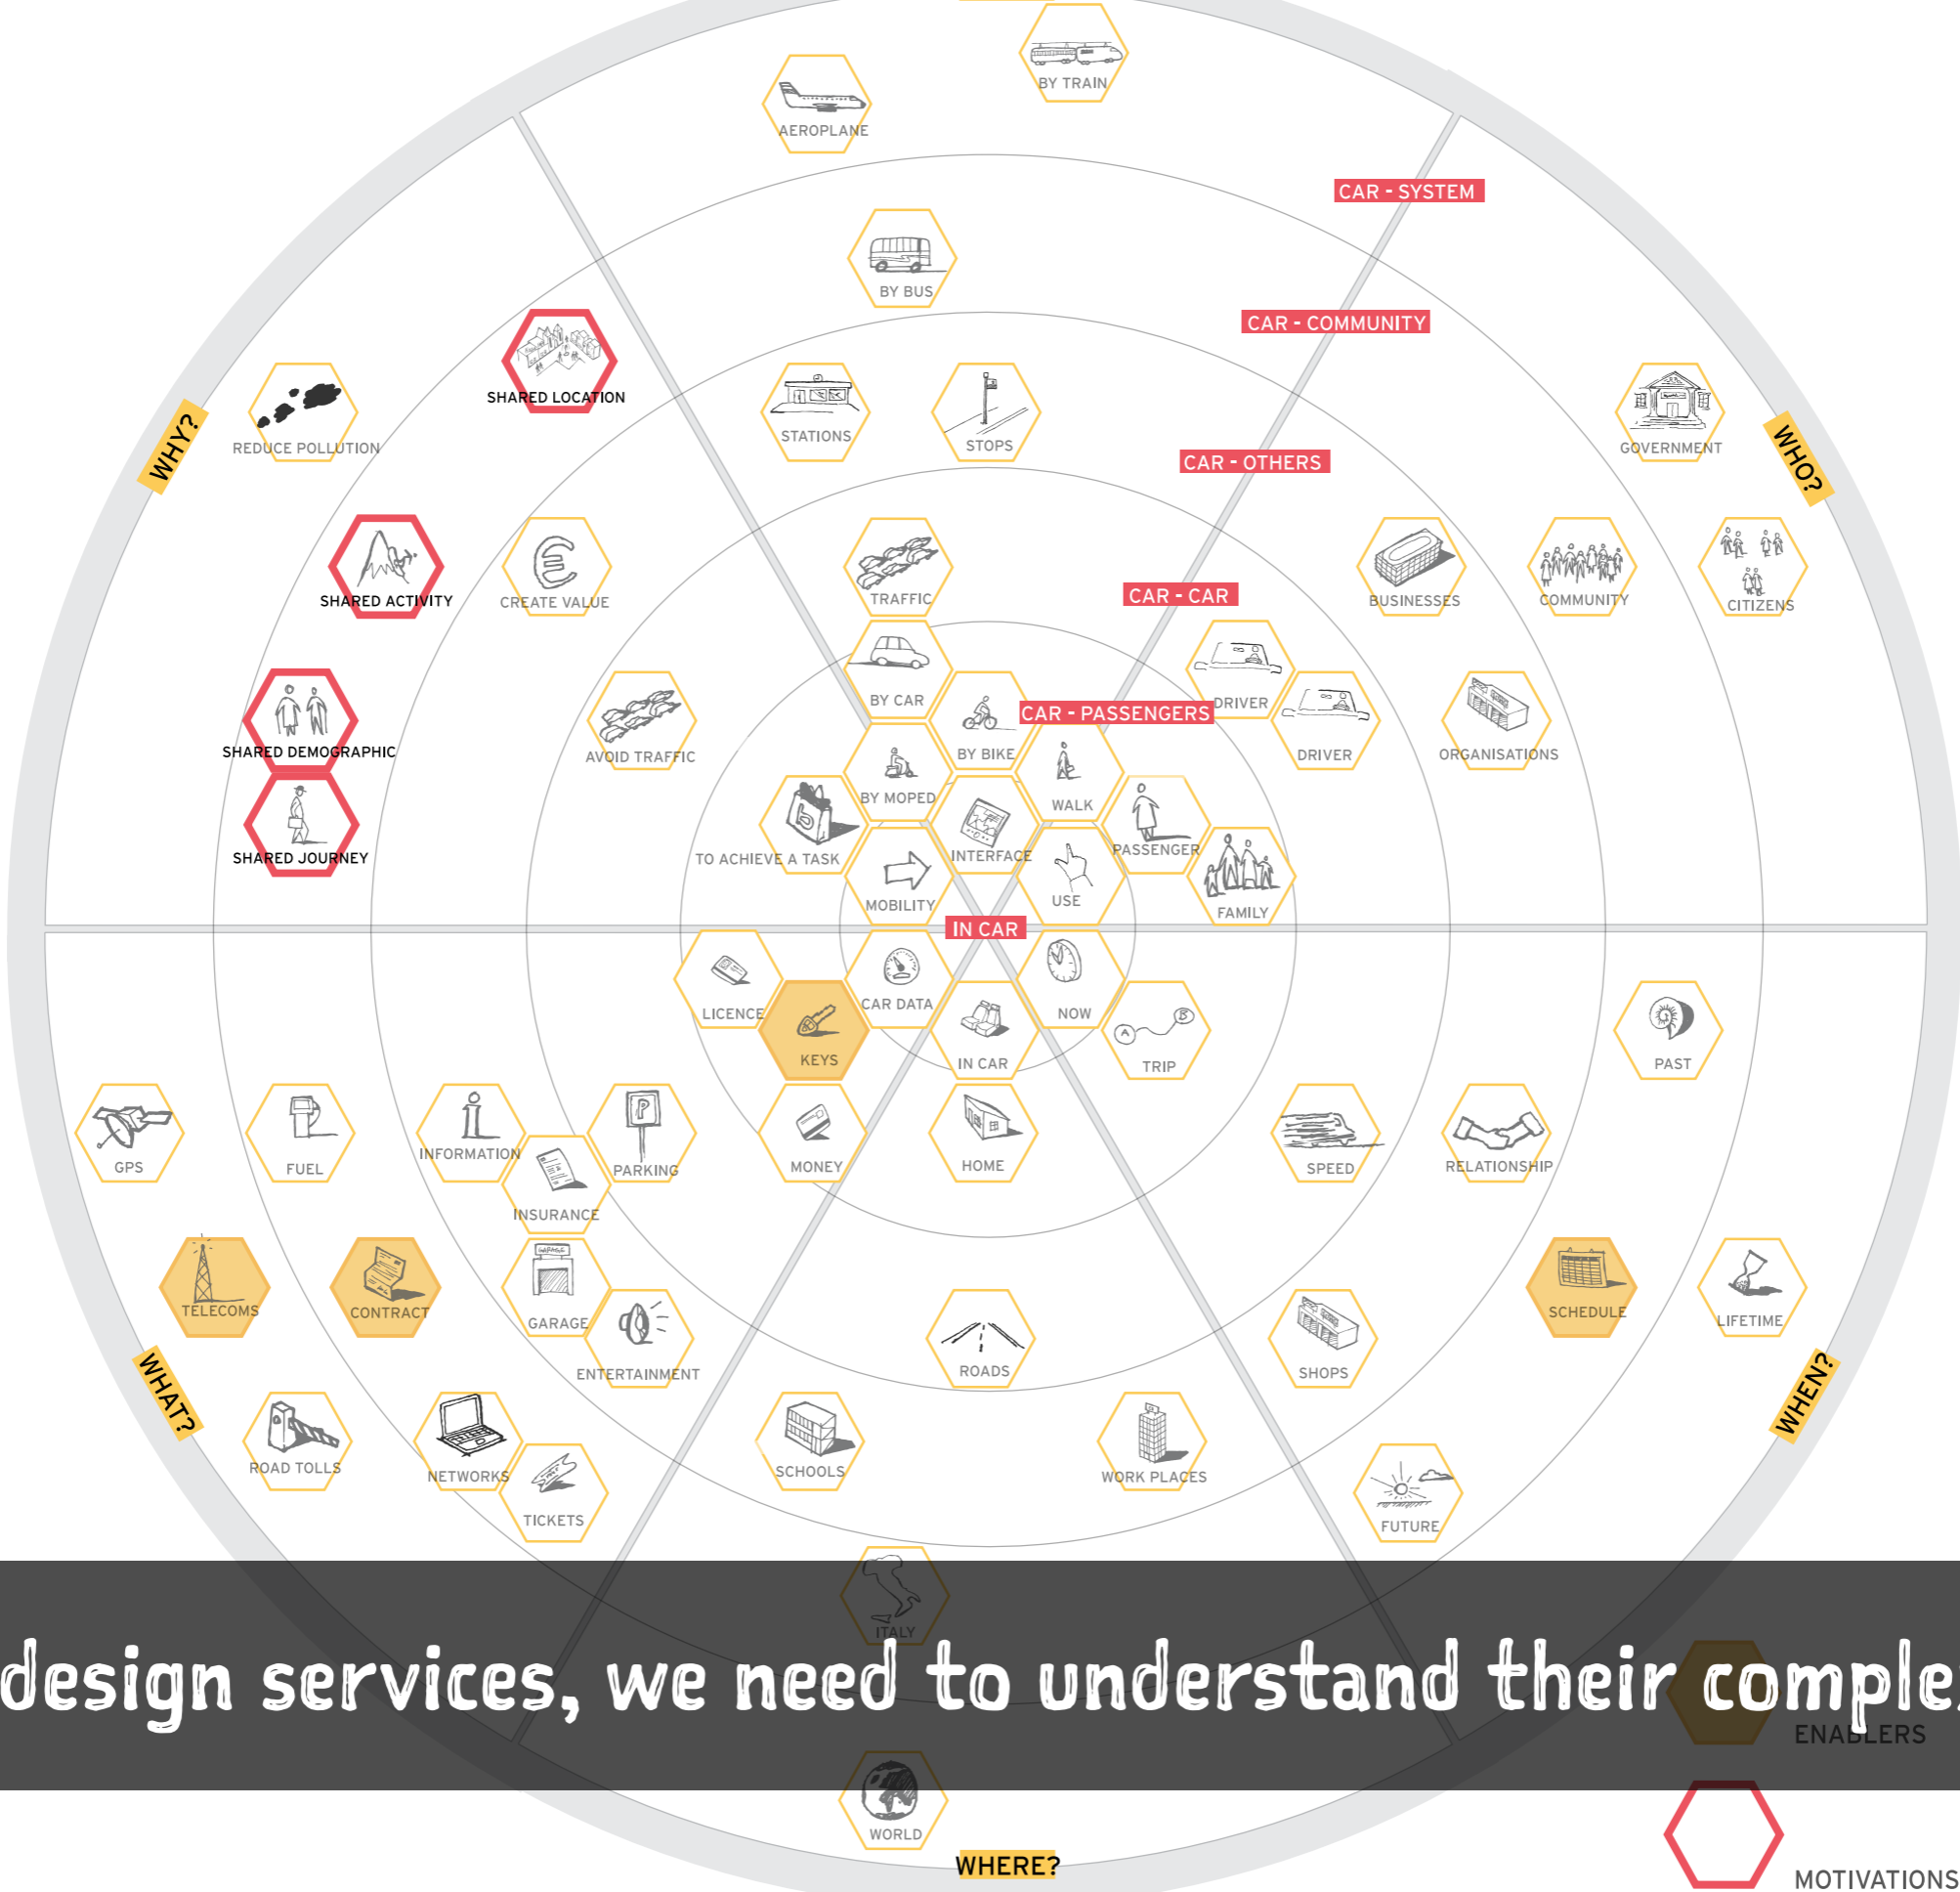 BY TRAIN
AEROPLANE
CAR - SYSTEM
BY BUS
CAR - COMMUNITY
SHARED LOCATION
WHY?
REDUCE POLLUTION
STATIONS
STOPS
CAR - OTHERS
GOVERNMENT
WHO?
SHARED ACTIVITY
CREATE VALUE
TRAFFIC
CAR - CAR
BUSINESSES
COMMUNITY
CITIZENS
SHARED DEMOGRAPHIC
AVOID TRAFFIC
BY CAR
BY BIKE
CAR - PASSENGERS
DRIVER
DRIVER
ORGANISATIONS
SHARED JOURNEY
TO ACHIEVE A TASK
BY MOPED
INTERFACE
WALK
PASSENGER
MOBILITY
USE
FAMILY
IN CAR
LICENCE
KEYS
CAR DATA
IN CAR
NOW
A
B
TRIP
PAST
GPS
FUEL
INFORMATION
INSURANCE
P
PARKING
MONEY
HOME
SPEED
RELATIONSHIP
TELECOMS
CONTRACT
GARAGE
GARAGE
ENTERTAINMENT
ROADS
SHOPS
SCHEDULE
LIFETIME
WHAT?
WHEN?
ROAD TOLLS
NETWORKS
TICKETS
SCHOOLS
WORK PLACES
FUTURE
ITALY
design services, we need to understand their comple
ENABLERS
WORLD
WHERE?
MOTIVATIONS